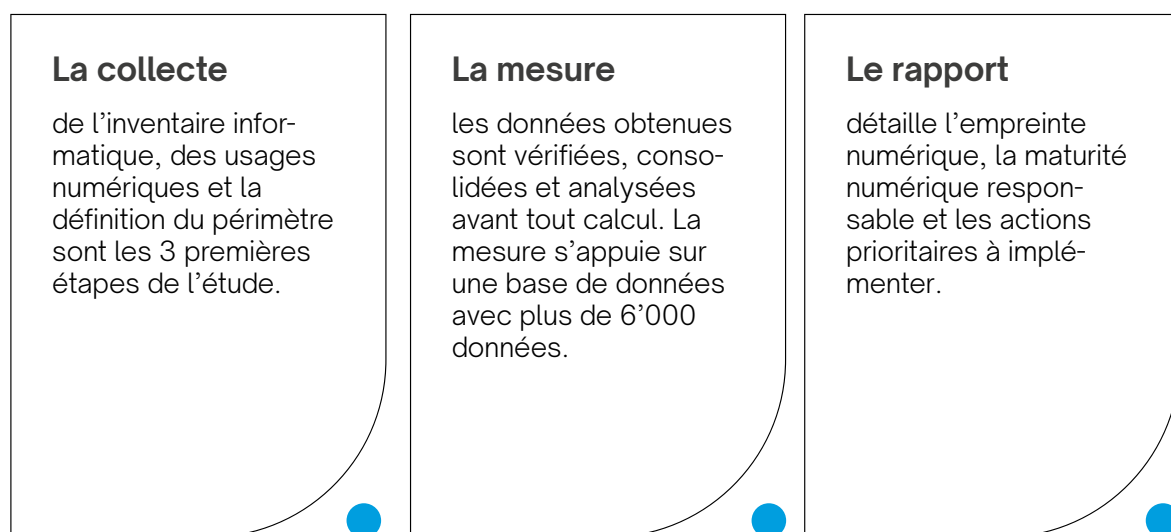 La collecte
de l’inventaire infor-
matique, des usages
numériques et la
définition du périmètre
sont les 3 premières
étapes de l’étude.
La mesure
les données obtenues
sont vérifiées, conso-
lidées et analysées
avant tout calcul. La
mesure s’appuie sur
une base de données
avec plus de 6’000
données.
Le rapport
détaille l’empreinte
numérique, la maturité
numérique respon-
sable et les actions
prioritaires à implé-
menter.